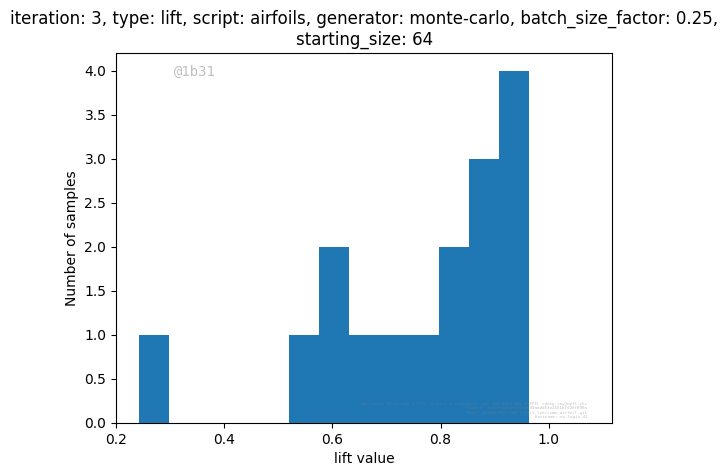 iteration: 3, type: lift, script: airfoils, generator: monte-carlo, batch_size_factor: 0.25,
starting_size: 64
@1b31
4.0
3.5
3.0
2.5
2.0
1.5
1.0
0.5
0.0
Number of samples
0.2 0.4 0.6 0.8 1.0
lift value